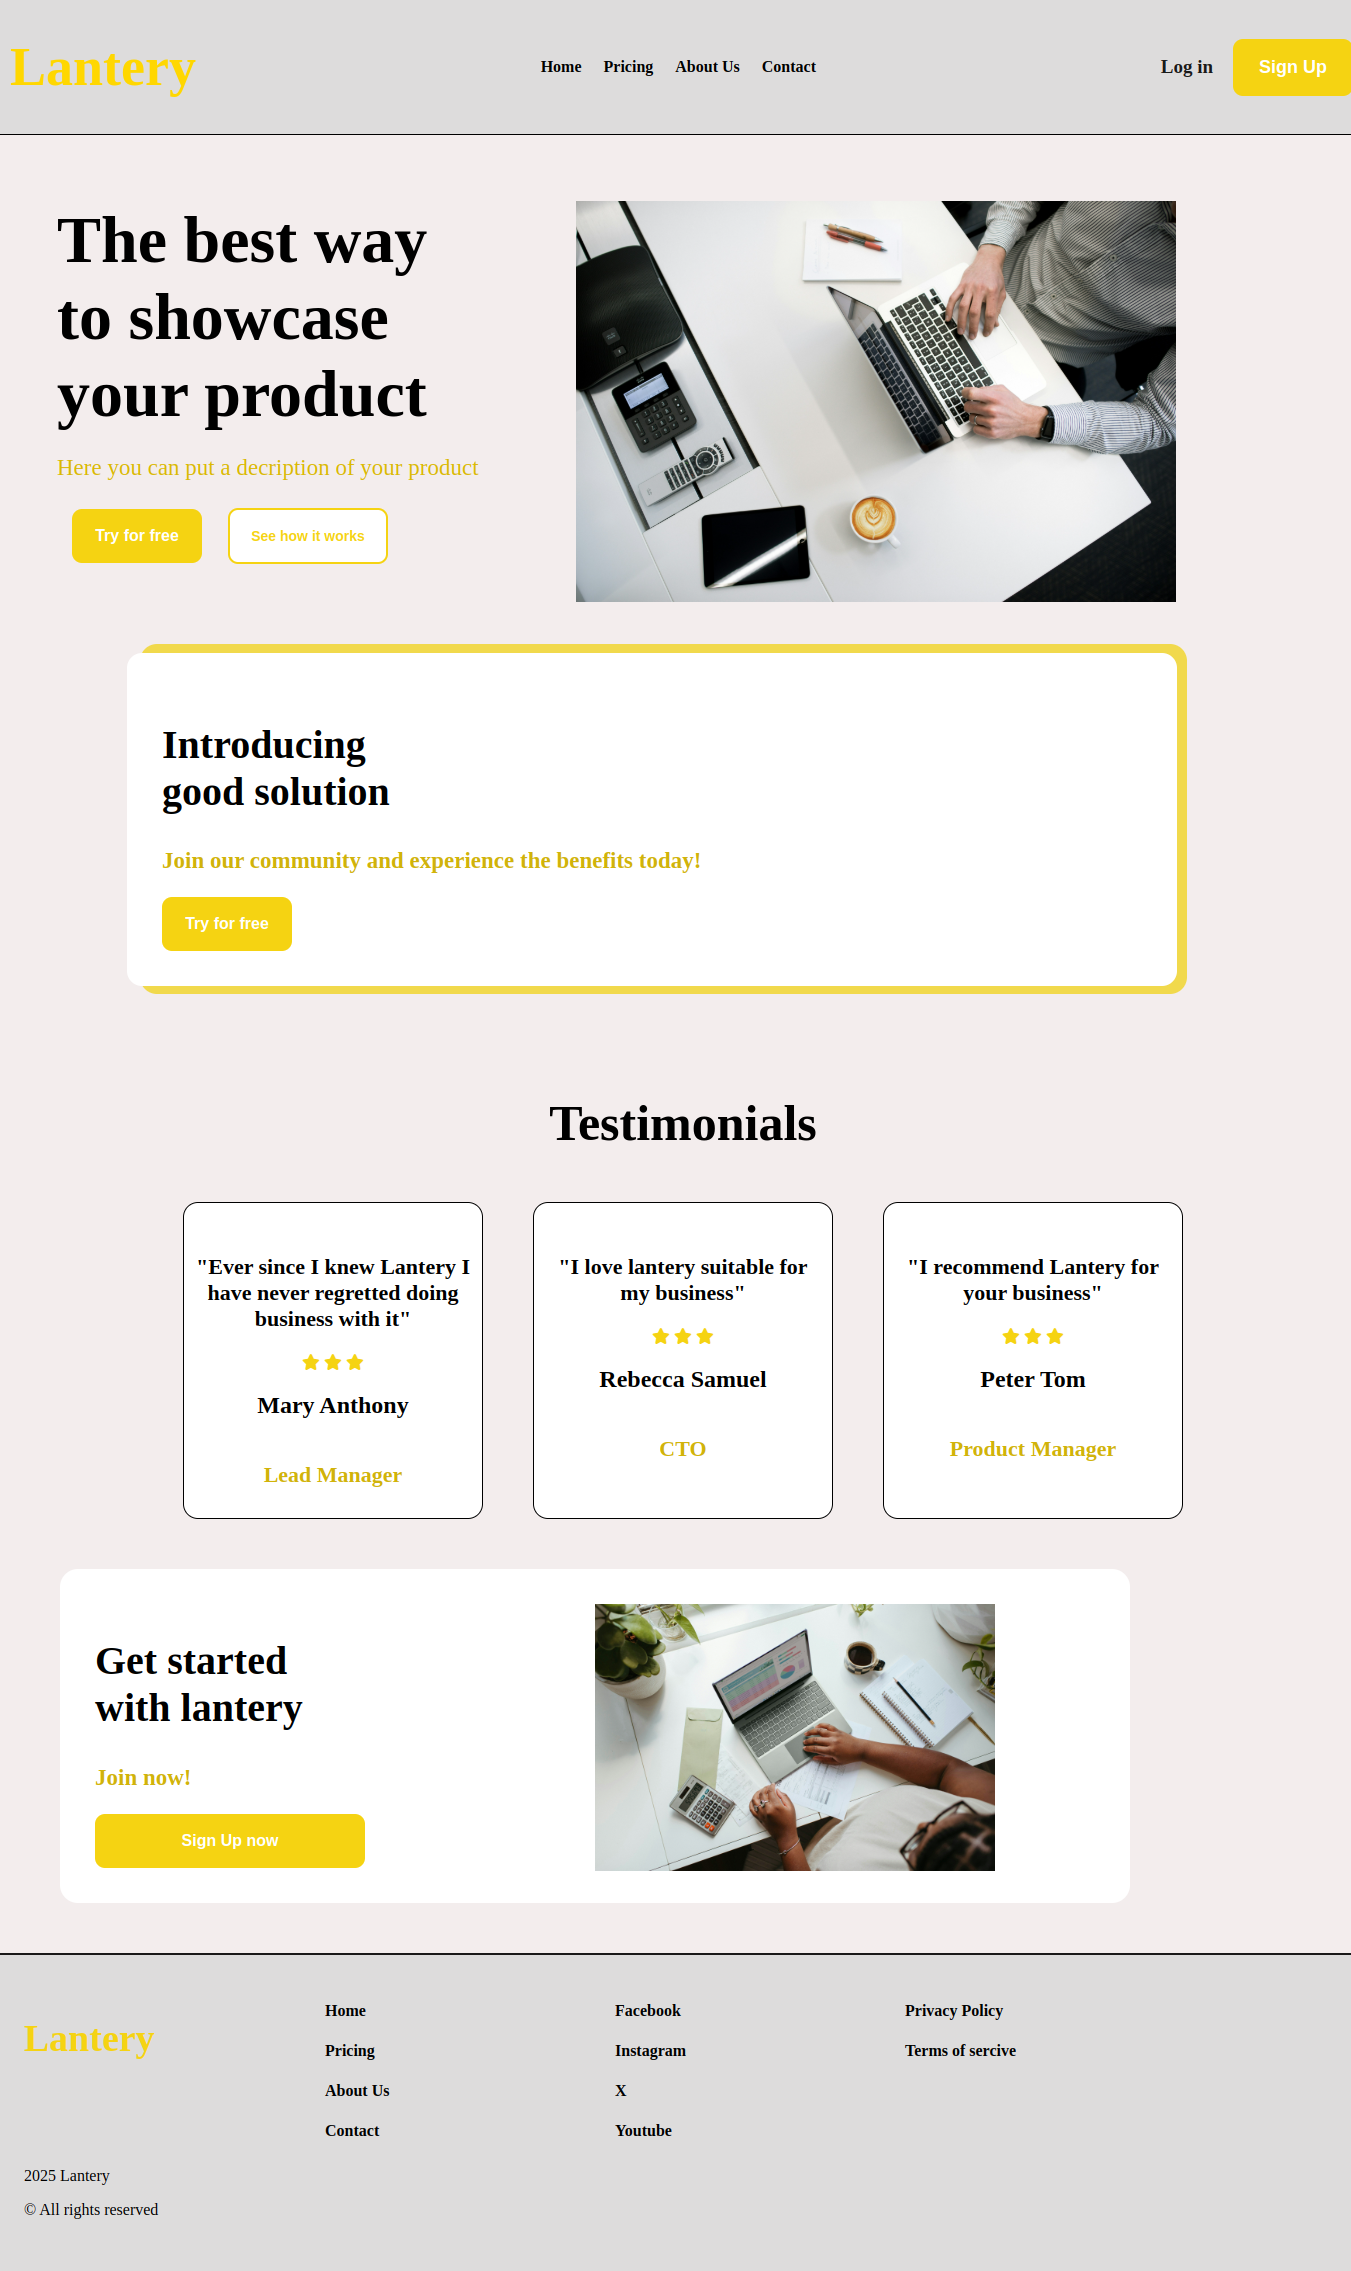 Lantery
Home Pricing About Us Contact
Log in
Sign Up
The best way
to showcase
your product
Here you can put a decription of your product
Try for free
See how it works
Introducing
good solution
Join our community and experience the benefits today!
Try for free
Testimonials
"Ever since I knew Lantery I
have never regretted doing
business with it"
Mary Anthony
Lead Manager
"I love lantery suitable for
my business"
Rebecca Samuel
CTO
"I recommend Lantery for
your business"
Peter Tom
Product Manager
Get started
with lantery
Join now!
Sign Up now
Lantery
Home
Pricing
About Us
Contact
Facebook
Instagram
X
Youtube
Privacy Policy
Terms of sercive
2025 Lantery
© All rights reserved